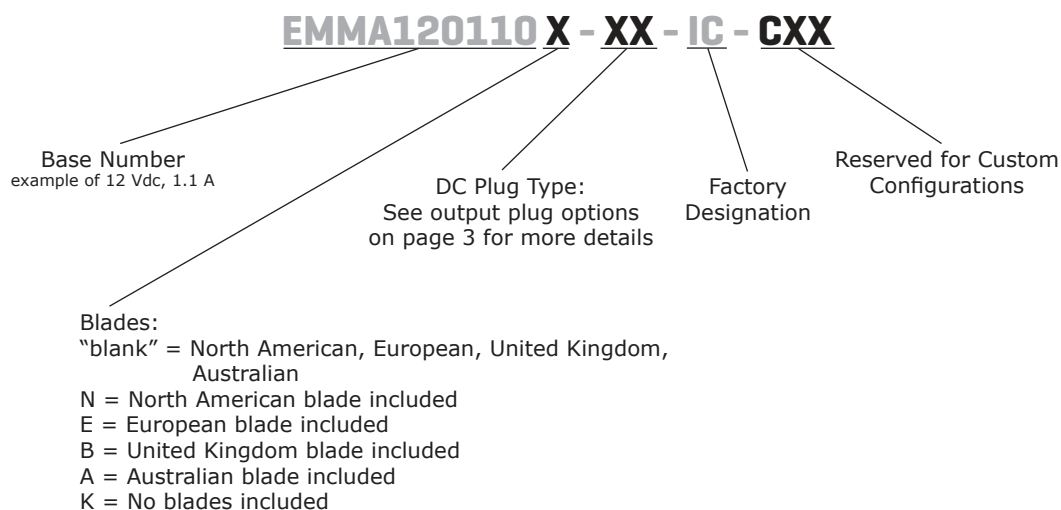 EMMA120110 X - XX - IC - CXX
Base Number
example of 12 Vdc, 1.1 A
DC Plug Type:
See output plug options
on page 3 for more details
Factory
Designation
Reserved for Custom
Configurations
Blades:
“blank” = North American, European, United Kingdom,
Australian
N = North American blade included
E = European blade included
B = United Kingdom blade included
A = Australian blade included
K = No blades included